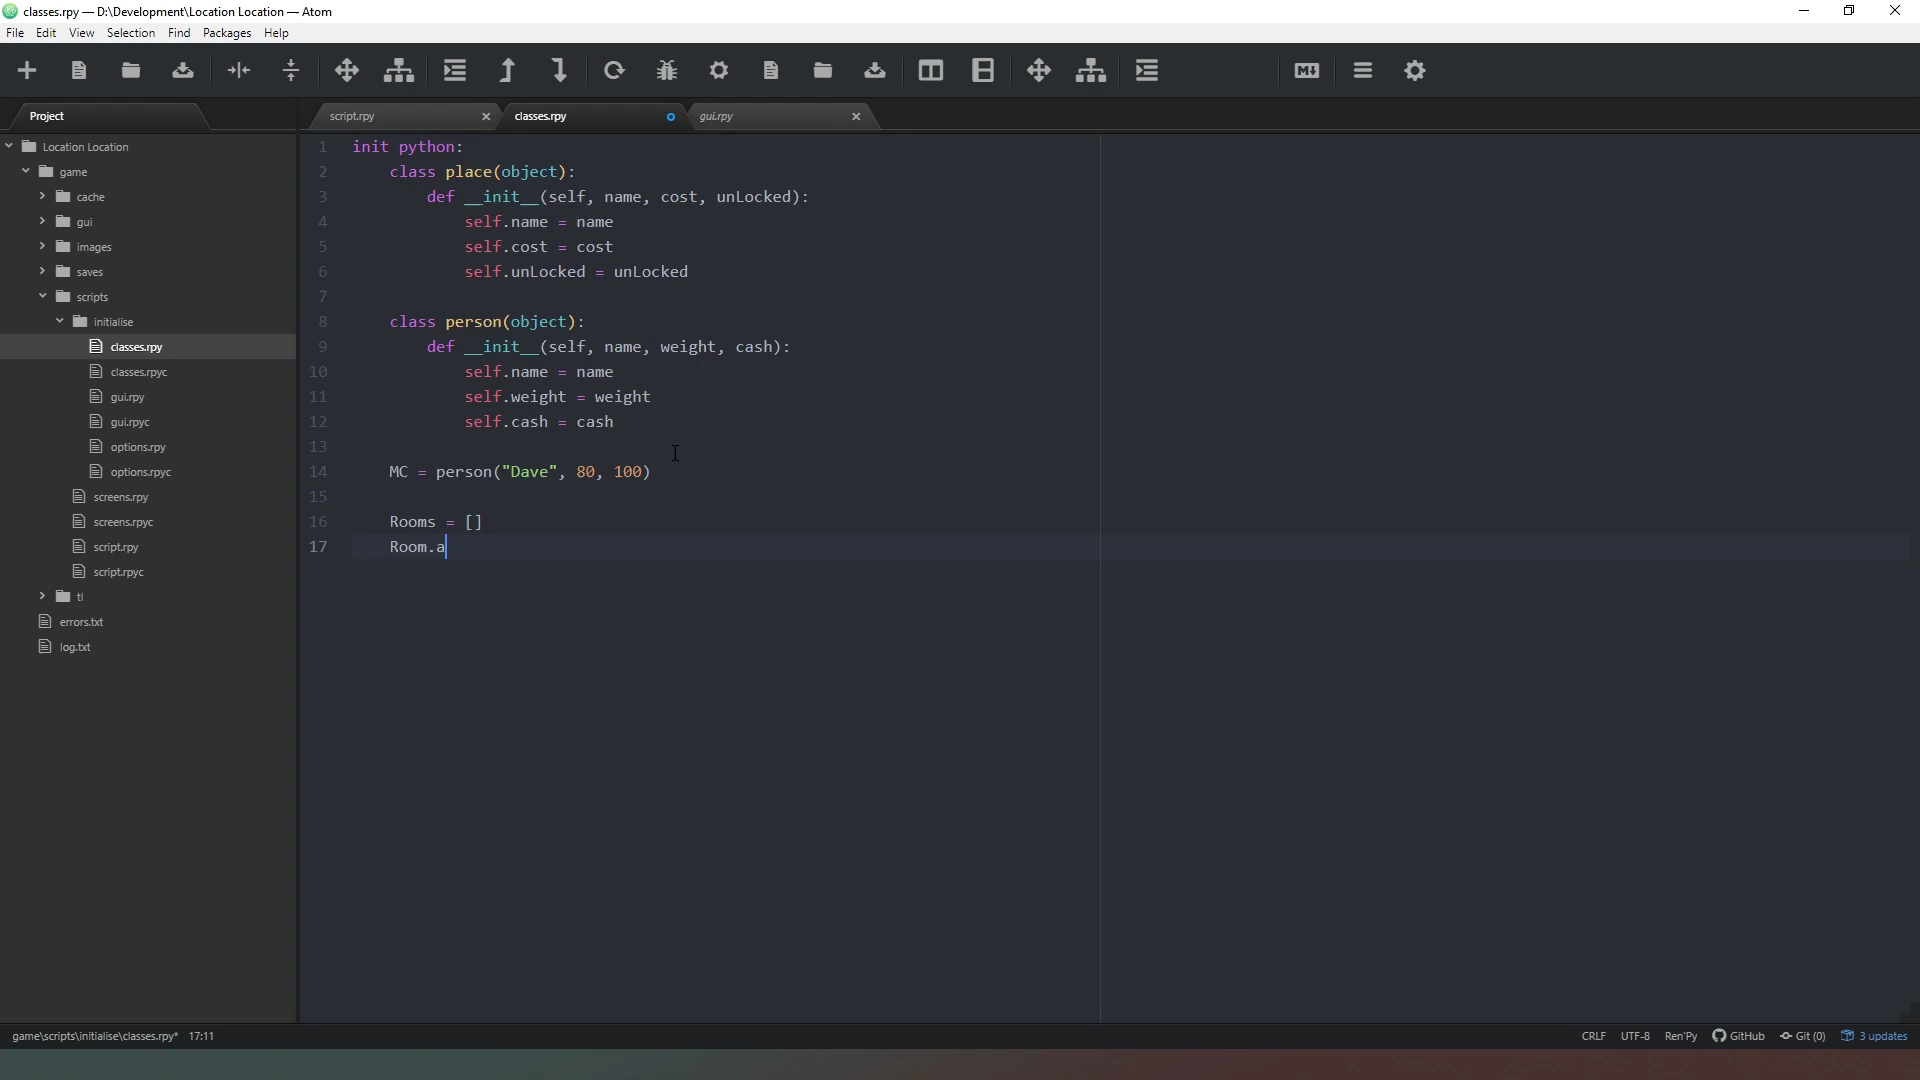 classes.rpy — D:\Development\Location Location — Atom
File Edit View Selection Find Packages Help
M↓
Project
script.rpy
classes.rpy
gui.rpy
Location Location
game
cache
gui
images
saves
scripts
initialise
classes.rpy
classes.rpyc
gui.rpy
gui.rpyc
options.rpy
options.rpyc
screens.rpy
screens.rpyc
script.rpy
script.rpyc
tl
errors.txt
log.txt
1 init python:
2 class place(object):
3 def __init__(self, name, cost, unLocked):
4 self.name = name
5 self.cost = cost
6 self.unLocked = unLocked
7
8 class person(object):
9 def __init__(self, name, weight, cash):
10 self.name = name
11 self.weight = weight
12 self.cash = cash
13
14 MC = person("Dave", 80, 100)
15
16 Rooms = []
17 Room.a
game\scripts\initialise\classes.rpy* 17:11
CRLF UTF-8 Ren'Py GitHub Git (0) 3 updates